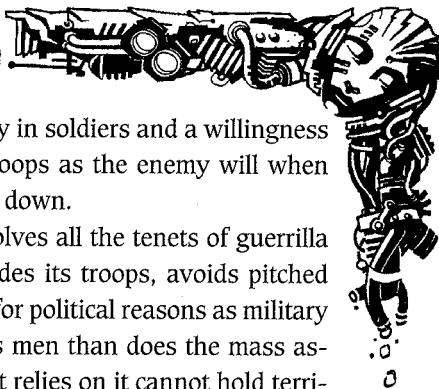 y in soldiers and a willingness
oops as the enemy will when
down.
olves all the tenets of guerrilla
des its troops, avoids pitched
for political reasons as military
s men than does the mass as-
t relies on it cannot hold terri-